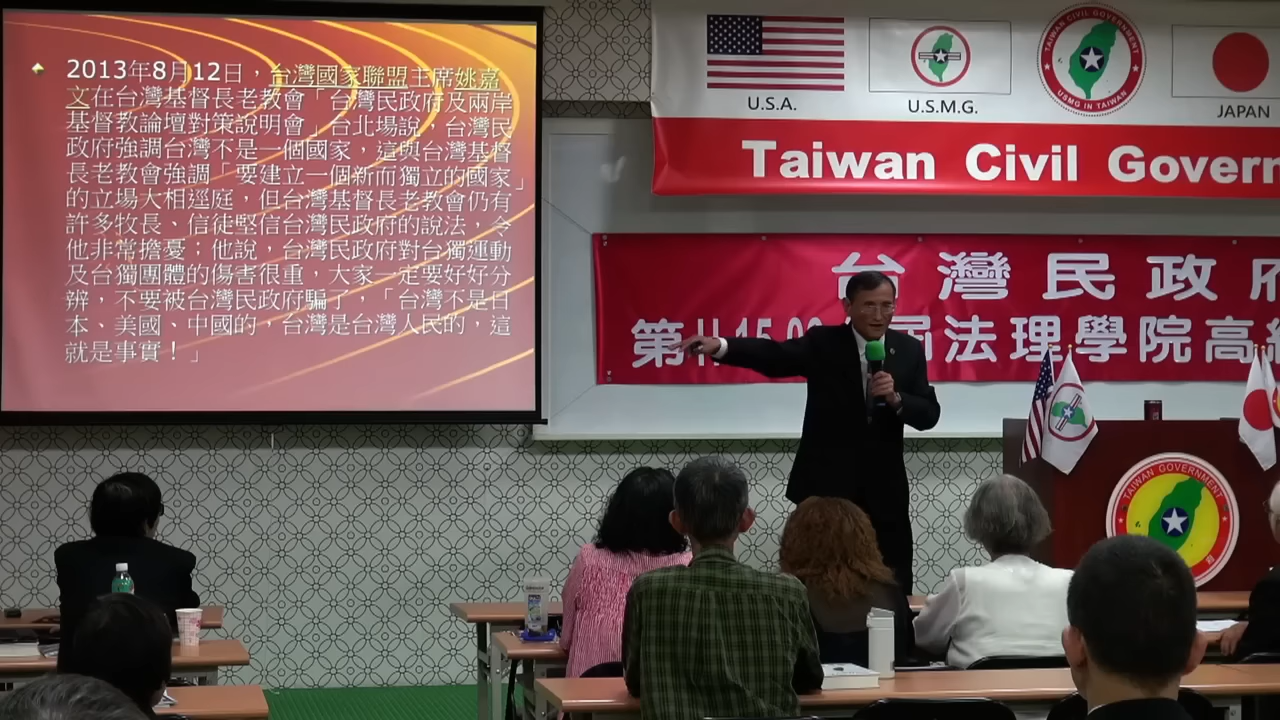 2013年8月12日，台灣國家聯盟主席姚嘉
文在台灣基督長老教會「台灣民政府及兩岸
基督教論壇對策說明會」台北場說，台灣民
政府強調台灣不是一個國家，這與台灣基督
長老教會強調「要建立一個新而獨立的國家」
的立場大相逕庭，但台灣基督長老教會仍有
許多牧長、信徒堅信台灣民政府的說法，令
他非常擔憂；他說，台灣民政府對台獨運動
及台獨團體的傷害很重，大家一定要好好分
辨，不要被台灣民政府騙了，「台灣不是日
本、美國、中國的，台灣是台灣人民的，這
就是事實！」
U.S.A.
U.S.M.G.
TAIWAN CIVIL GOVERNMENT
USMG IN TAIWAN
JAPAN
Taiwan Civil Govern
台灣民政府
第 法理學院高
TAIWAN GOVERNMENT